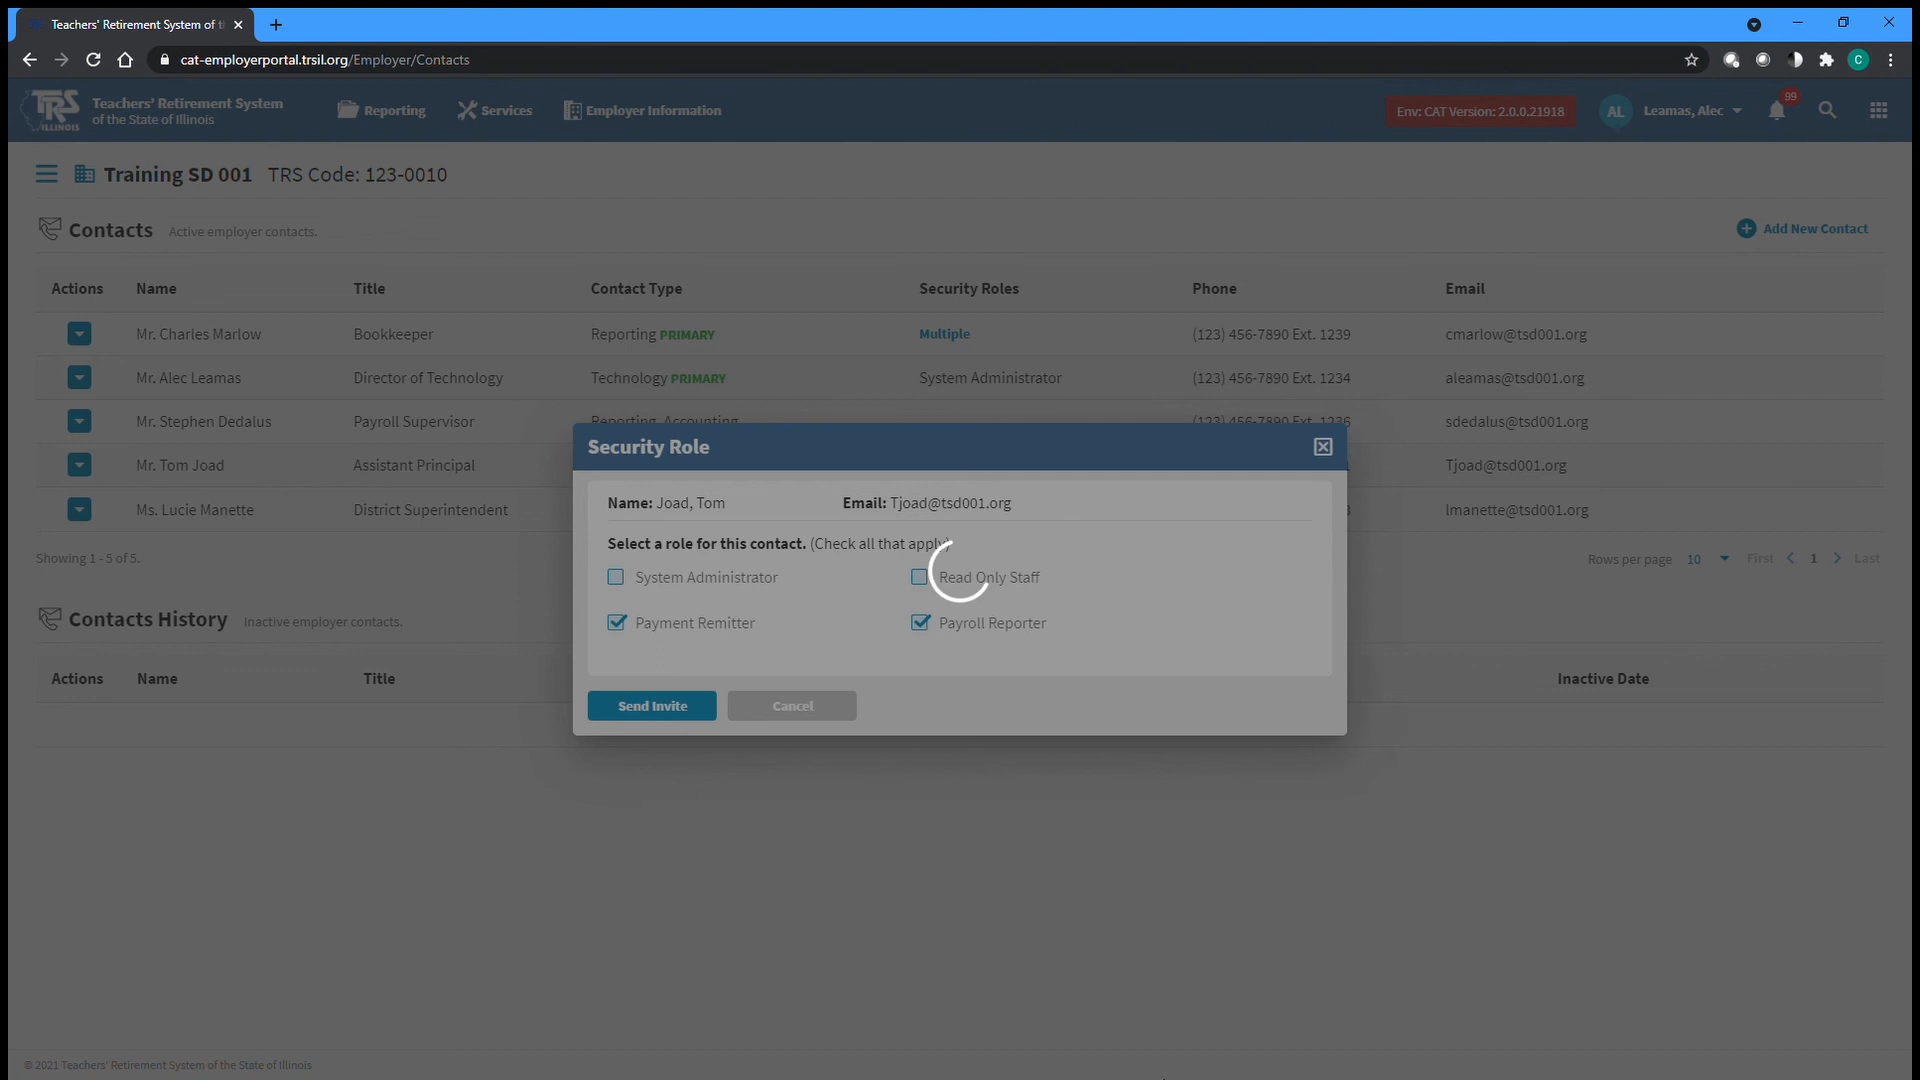 Teachers' Retirement System of t
cat-employerportal.trsil.org/Employer/Contacts
C
TRS
ILLINOIS
Teachers' Retirement System
of the State of Illinois
Reporting
Services
Employer Information
Env: CAT Version: 2.0.0.21918
AL
Leamas, Alec
99
Training SD 001 TRS Code: 123-0010
Contacts Active employer contacts.
Add New Contact
Actions Name Title Contact Type Security Roles Phone Email
Mr. Charles Marlow Bookkeeper Reporting PRIMARY Multiple (123) 456-7890 Ext. 1239 cmarlow@tsd001.org
Mr. Alec Leamas Director of Technology Technology PRIMARY System Administrator (123) 456-7890 Ext. 1234 aleamas@tsd001.org
Mr. Stephen Dedalus Payroll Supervisor Reporting, Accounting (123) 456-7890 Ext. 1236 sdedalus@tsd001.org
Mr. Tom Joad Assistant Principal Tjoad@tsd001.org
Ms. Lucie Manette District Superintendent lmanette@tsd001.org
Showing 1 - 5 of 5.
Rows per page 10 First 1 Last
Security Role
Name: Joad, Tom Email: Tjoad@tsd001.org
Select a role for this contact. (Check all that apply)
System Administrator Read Only Staff
Payment Remitter Payroll Reporter
Send Invite Cancel
Contacts History Inactive employer contacts.
Actions Name Title Inactive Date
© 2021 Teachers' Retirement System of the State of Illinois